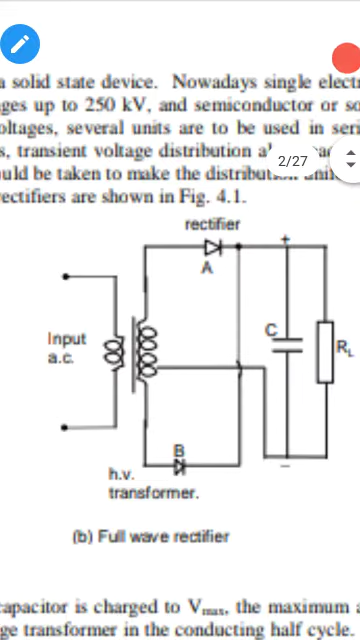 a solid state device. Nowadays single electr
ges up to 250 kV, and semiconductor or so
oltages, several units are to be used in seri
s, transient voltage distribution a
2/27
uld be taken to make the distribut
ectifiers are shown in Fig. 4.1.
rectifier
+
A
Input
a.c.
C
RL
B
−
h.v.
transformer.
(b) Full wave rectifier
capacitor is charged to Vmax, the maximum a
ge transformer in the conducting half cycle.